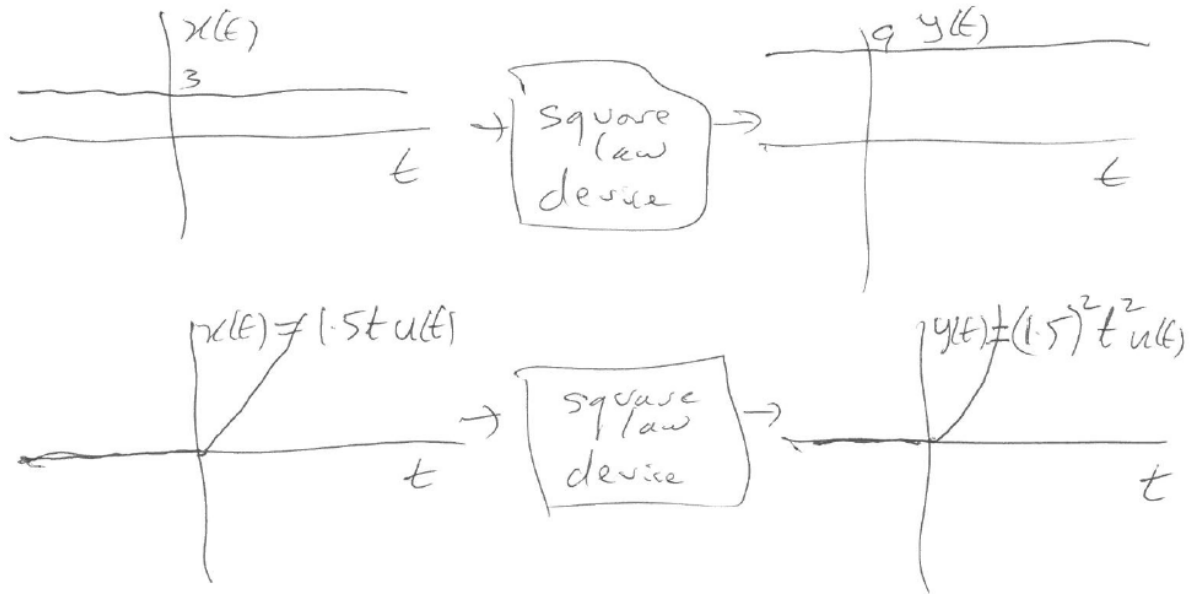 x(t)
3
t
square
law
device
9 y(t)
t
x(t) = 1.5t u(t)
t
square
law
device
y(t) = (1.5)² t² u(t)
t